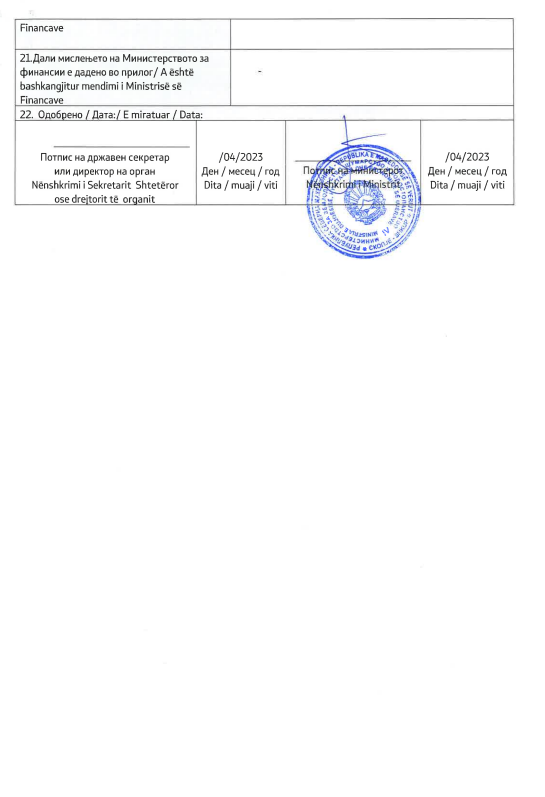 Financave
21.Дали мислењето на Министерството за
финансии е дадено во прилог/ A është
bashkangjitur mendimi i Ministrisë së
Financave
-
22. Одобрено / Дата:/ E miratuar / Data:
Потпис на државен секретар
или директор на орган
Nënshkrimi i Sekretarit Shtetëror
ose drejtorit të organit
/04/2023
Ден / месец / год
Dita / muaji / viti
Потпис на министерот
Nënshkrimi i Ministrit
/04/2023
Ден / месец / год
Dita / muaji / viti